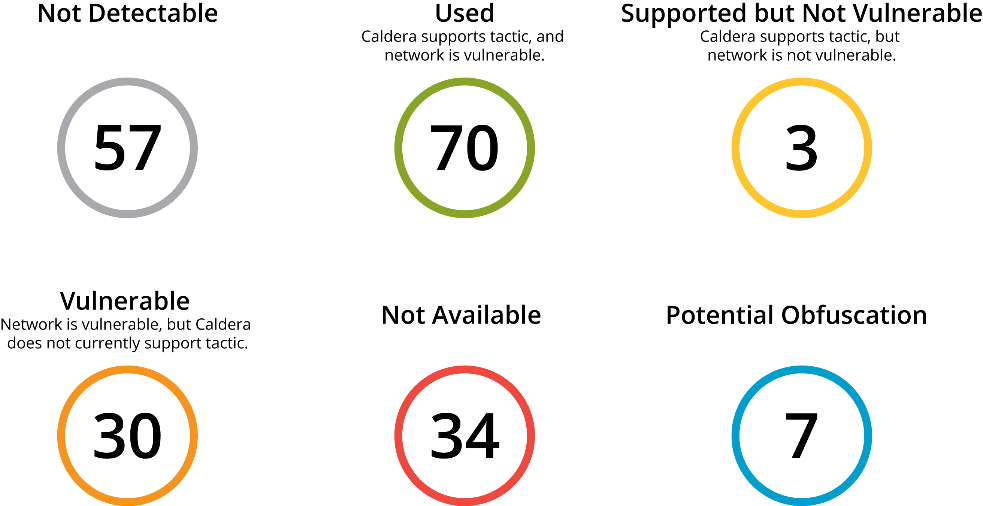 Not Detectable
57
Used
Caldera supports tactic, and
network is vulnerable.
70
Supported but Not Vulnerable
Caldera supports tactic, but
network is not vulnerable.
3
Vulnerable
Network is vulnerable, but Caldera
does not currently support tactic.
30
Not Available
34
Potential Obfuscation
7